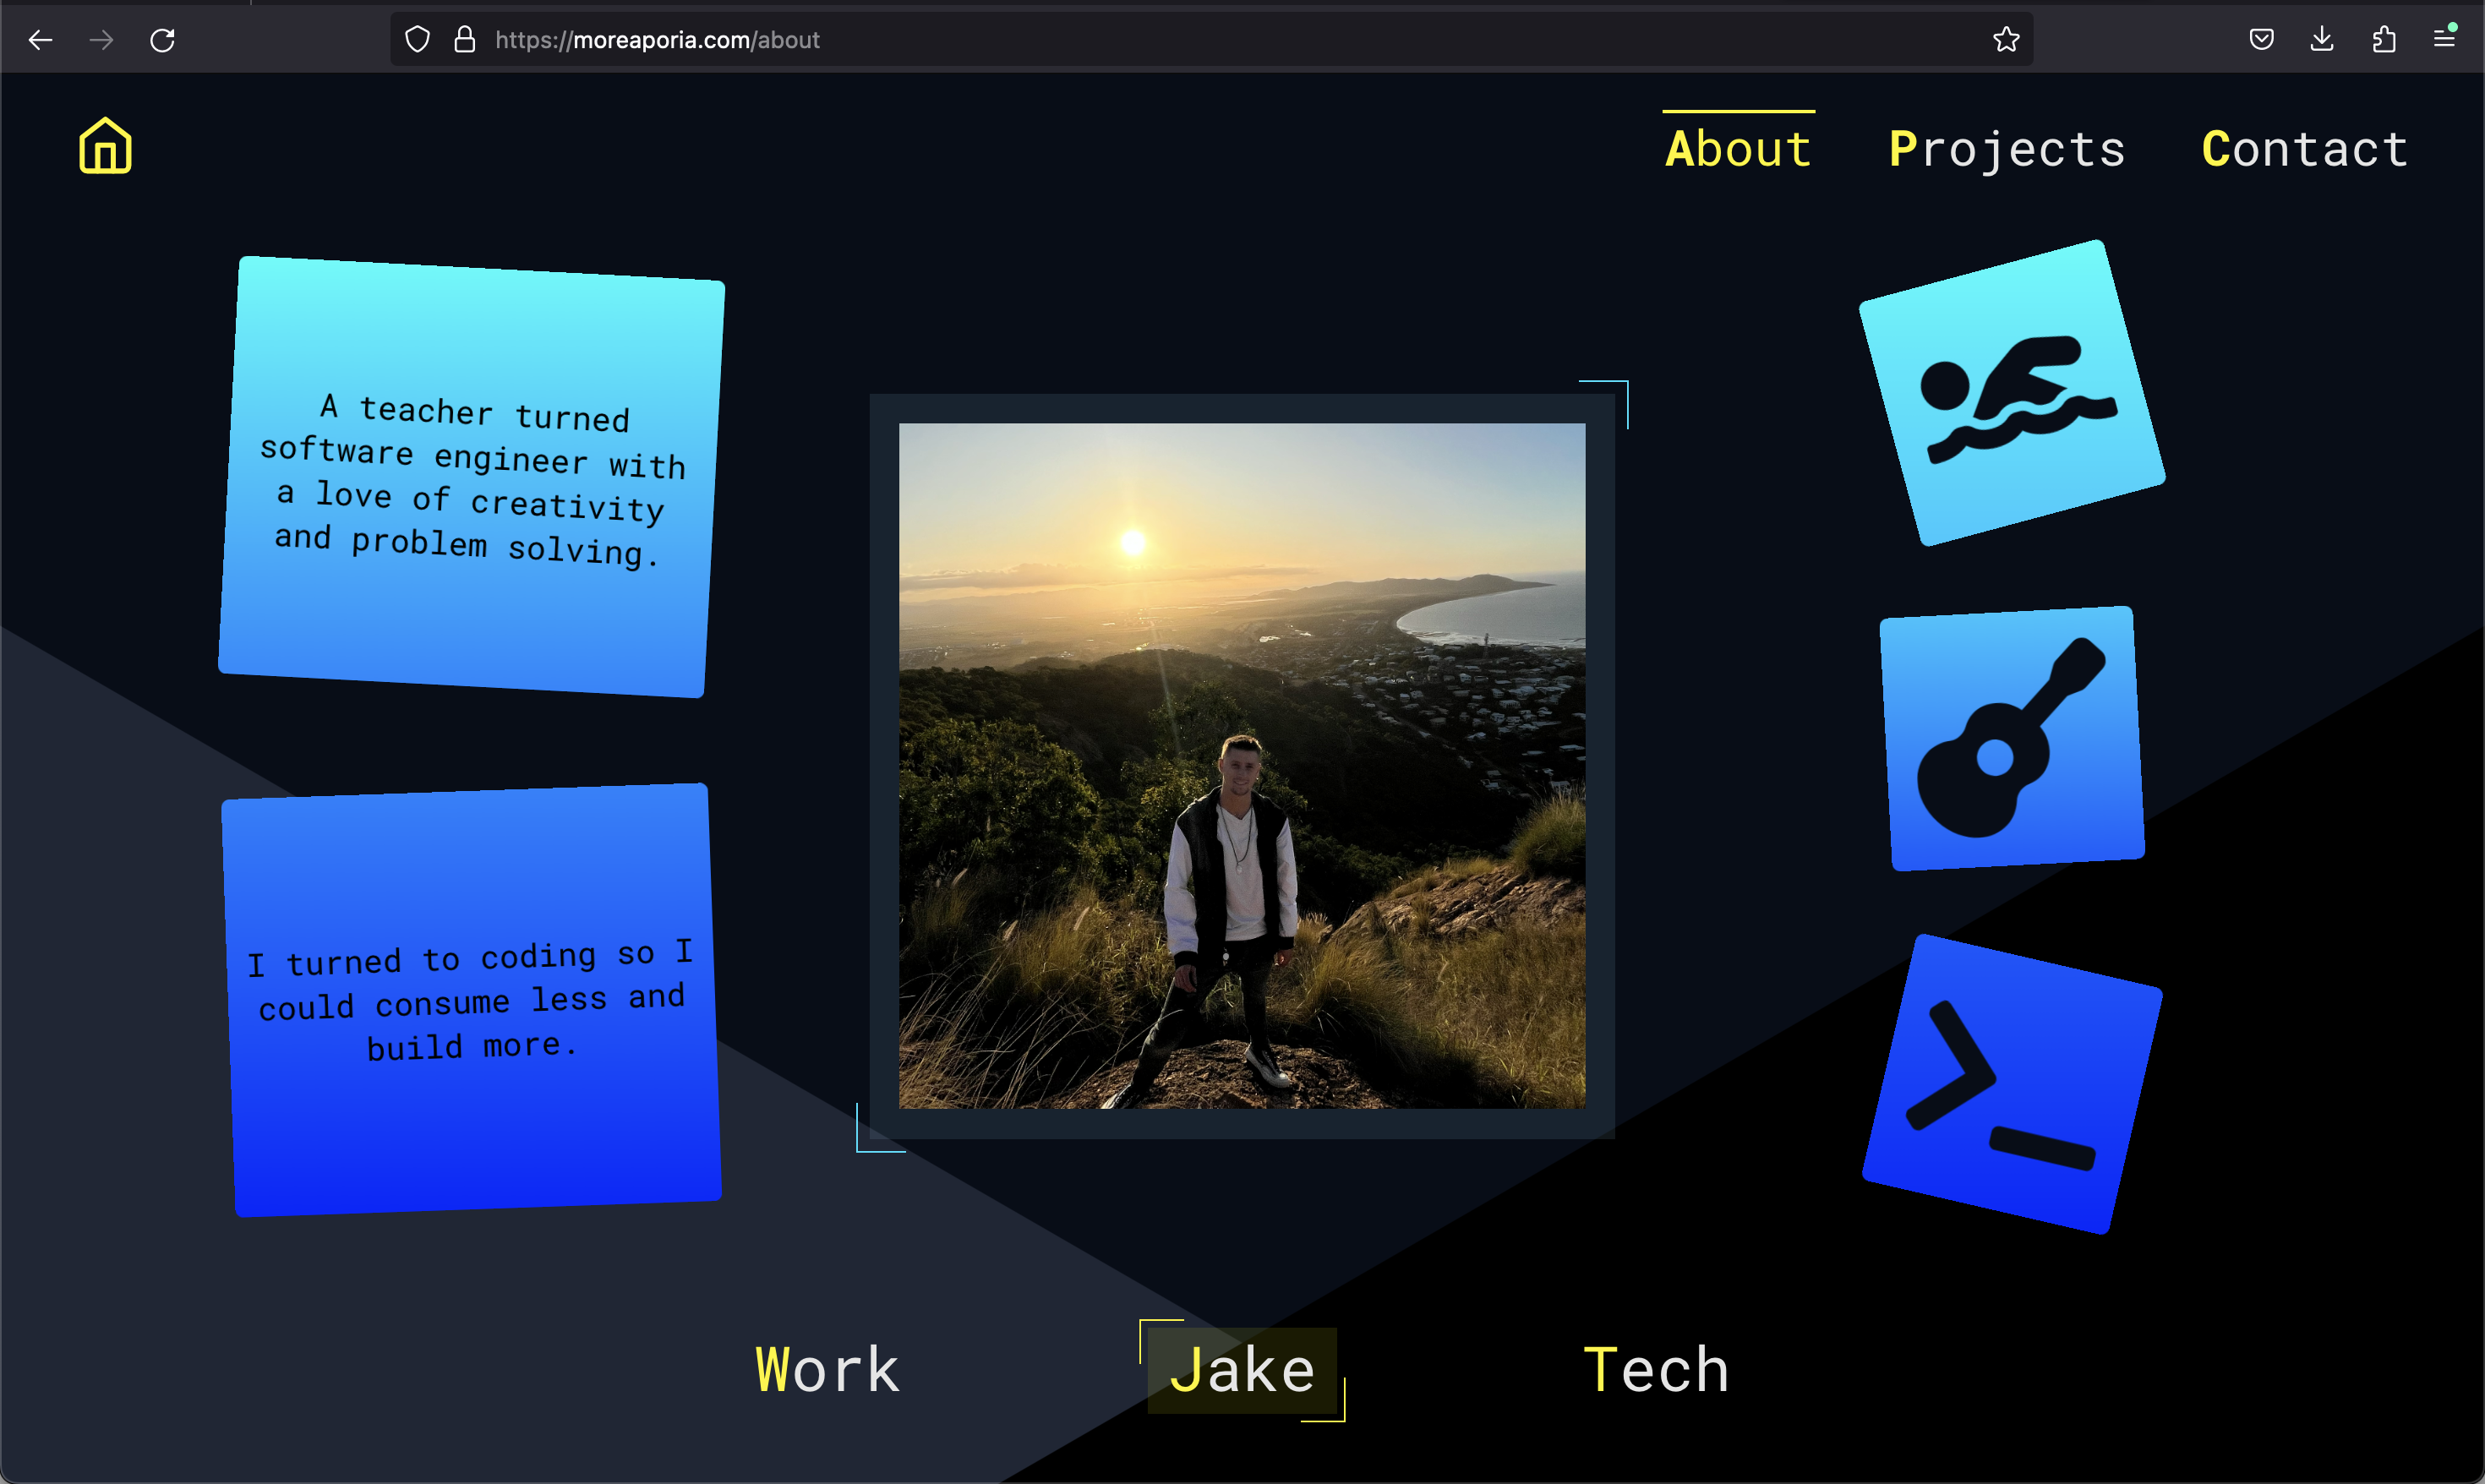 https://moreaporia.com/about
About Projects Contact
A teacher turned
software engineer with
a love of creativity
and problem solving.
I turned to coding so I
could consume less and
build more.
Work Jake Tech